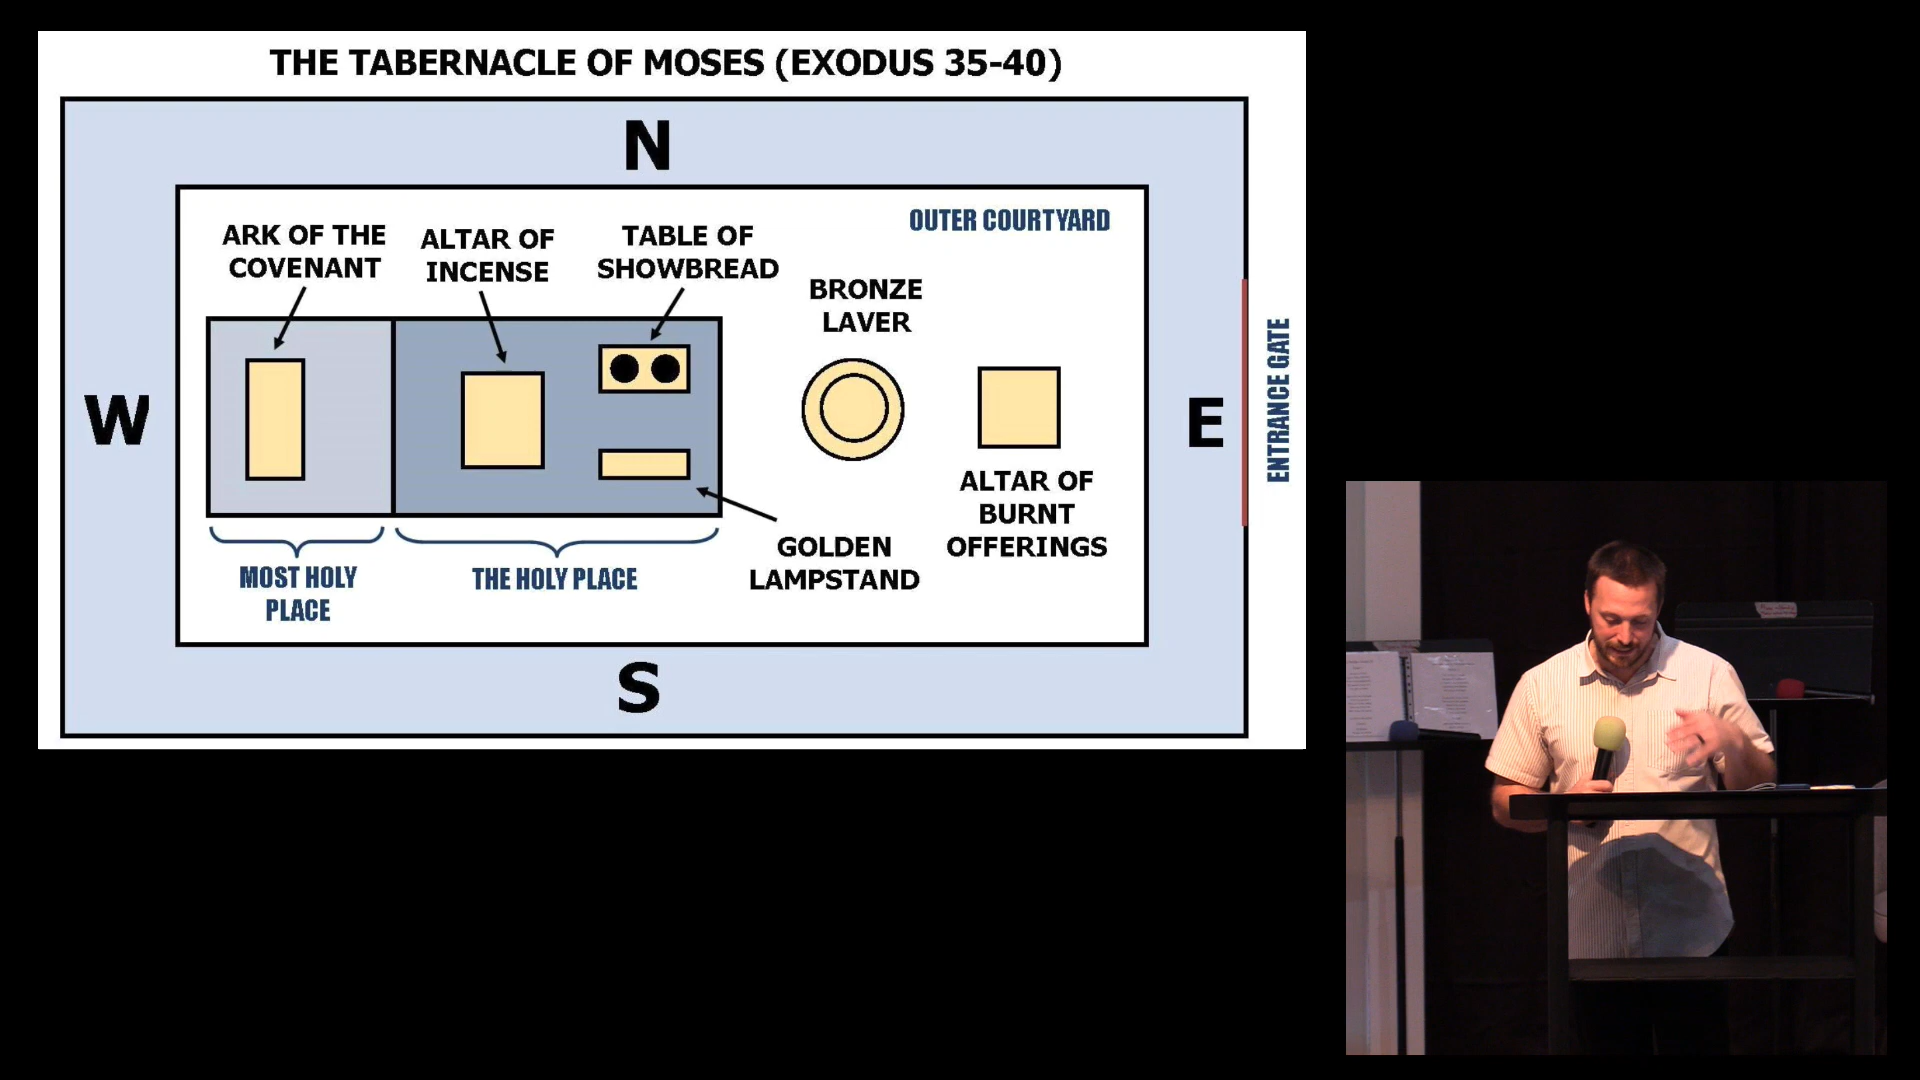 THE TABERNACLE OF MOSES (EXODUS 35-40)
N
OUTER COURTYARD
ARK OF THE
COVENANT
ALTAR OF
INCENSE
TABLE OF
SHOWBREAD
BRONZE
LAVER
W
E
ENTRANCE GATE
ALTAR OF
BURNT
OFFERINGS
GOLDEN
LAMPSTAND
MOST HOLY
PLACE
THE HOLY PLACE
S